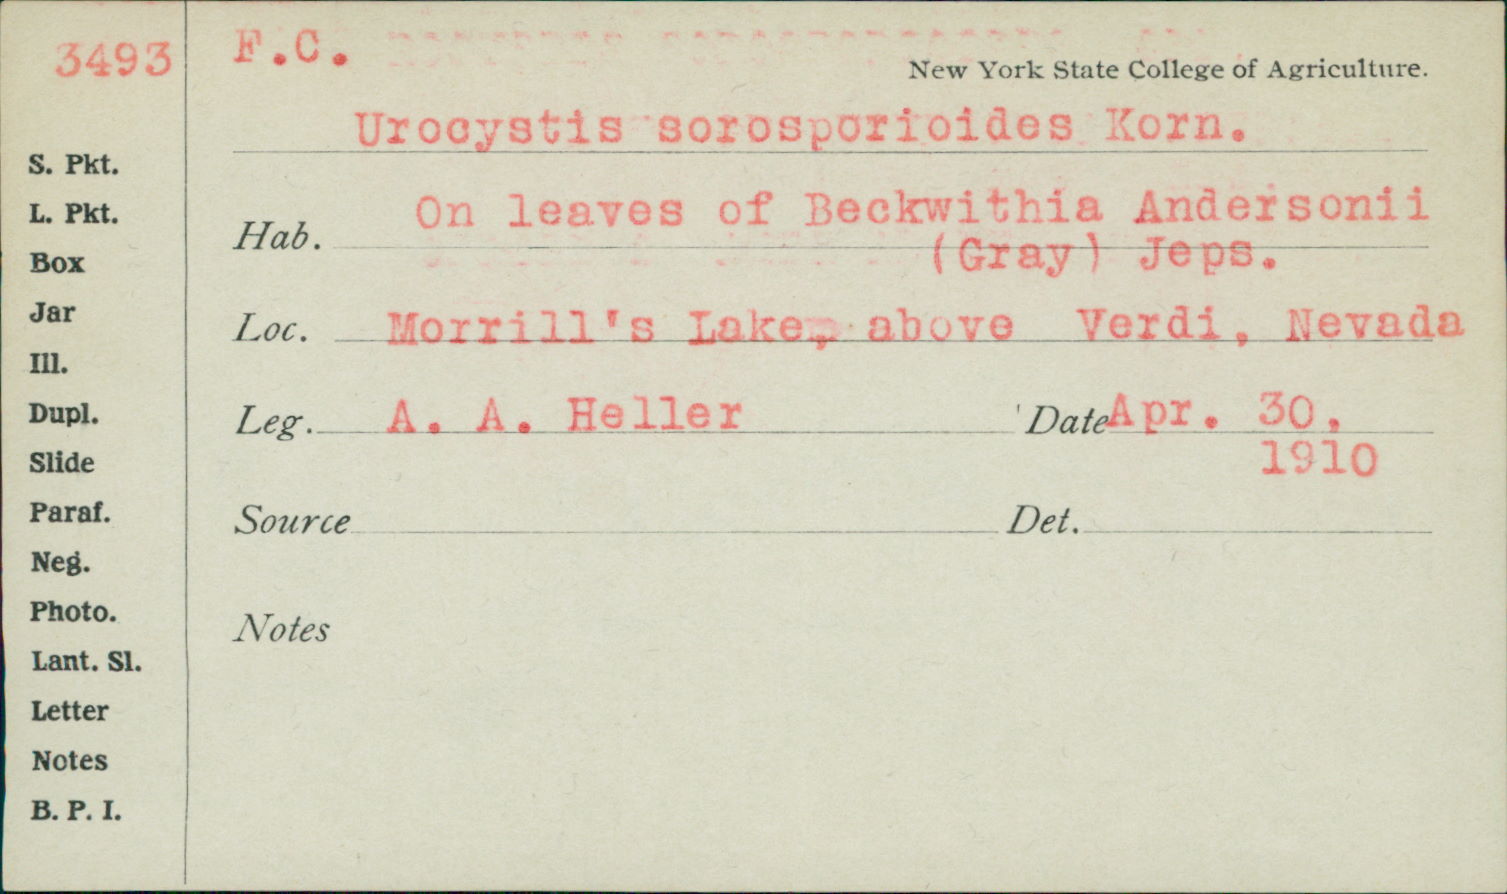 3493
F.C.
New York State College of Agriculture.
Urocystis sorosporioides Korn.
Hab. On leaves of Beckwithia Andersonii
(Gray) Jeps.
Loc. Morrill's Lake, above Verdi, Nevada
Leg. A. A. Heller Date Apr. 30,
1910
Source Det.
Notes
S. Pkt.
L. Pkt.
Box
Jar
Ill.
Dupl.
Slide
Paraf.
Neg.
Photo.
Lant. Sl.
Letter
Notes
B. P. I.